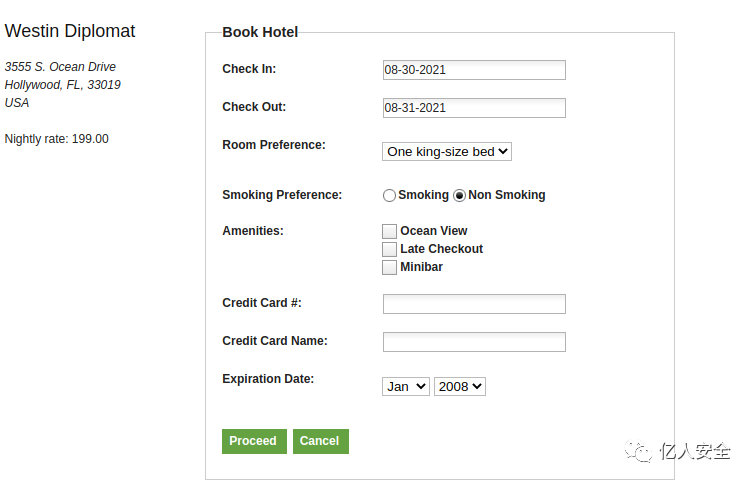 Westin Diplomat
3555 S. Ocean Drive
Hollywood, FL, 33019
USA
Nightly rate: 199.00
Book Hotel
Check In: 08-30-2021
Check Out: 08-31-2021
Room Preference: One king-size bed
Smoking Preference: Smoking Non Smoking
Amenities: Ocean View
Late Checkout
Minibar
Credit Card #:
Credit Card Name:
Expiration Date: Jan 2008
Proceed Cancel
亿人安全